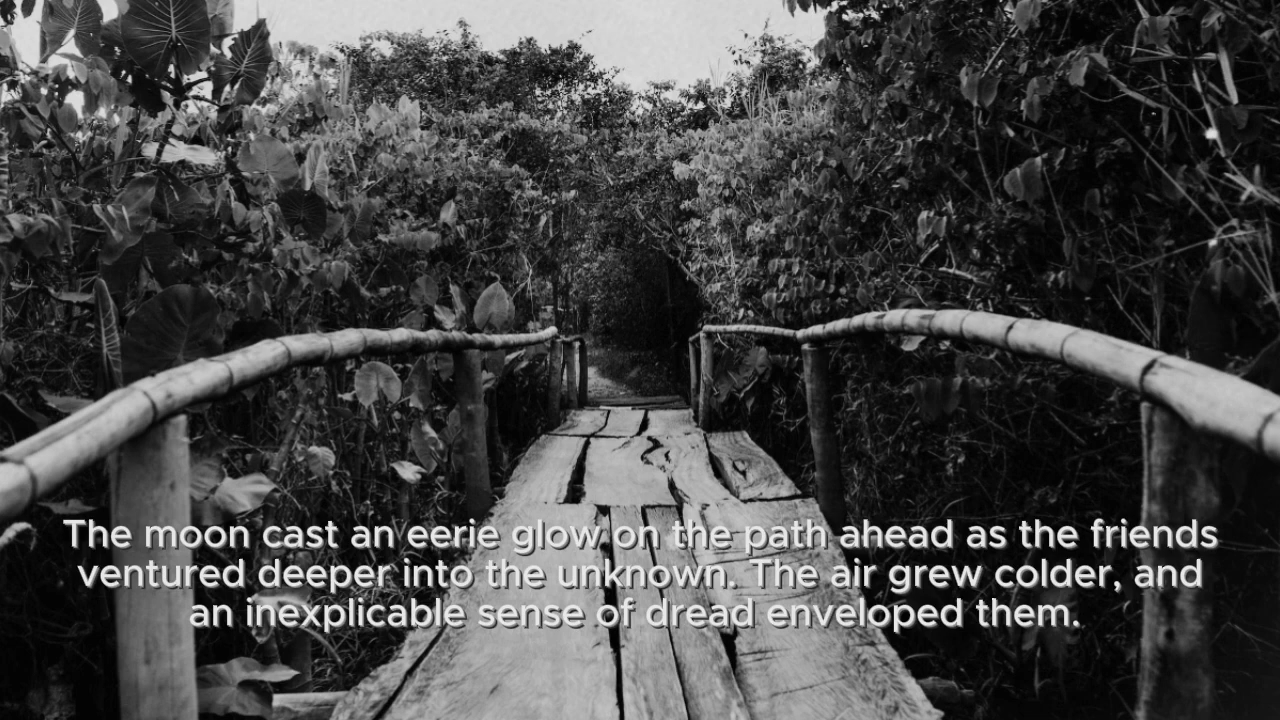 The moon cast an eerie glow on the path ahead as the friends
ventured deeper into the unknown. The air grew colder, and
an inexplicable sense of dread enveloped them.